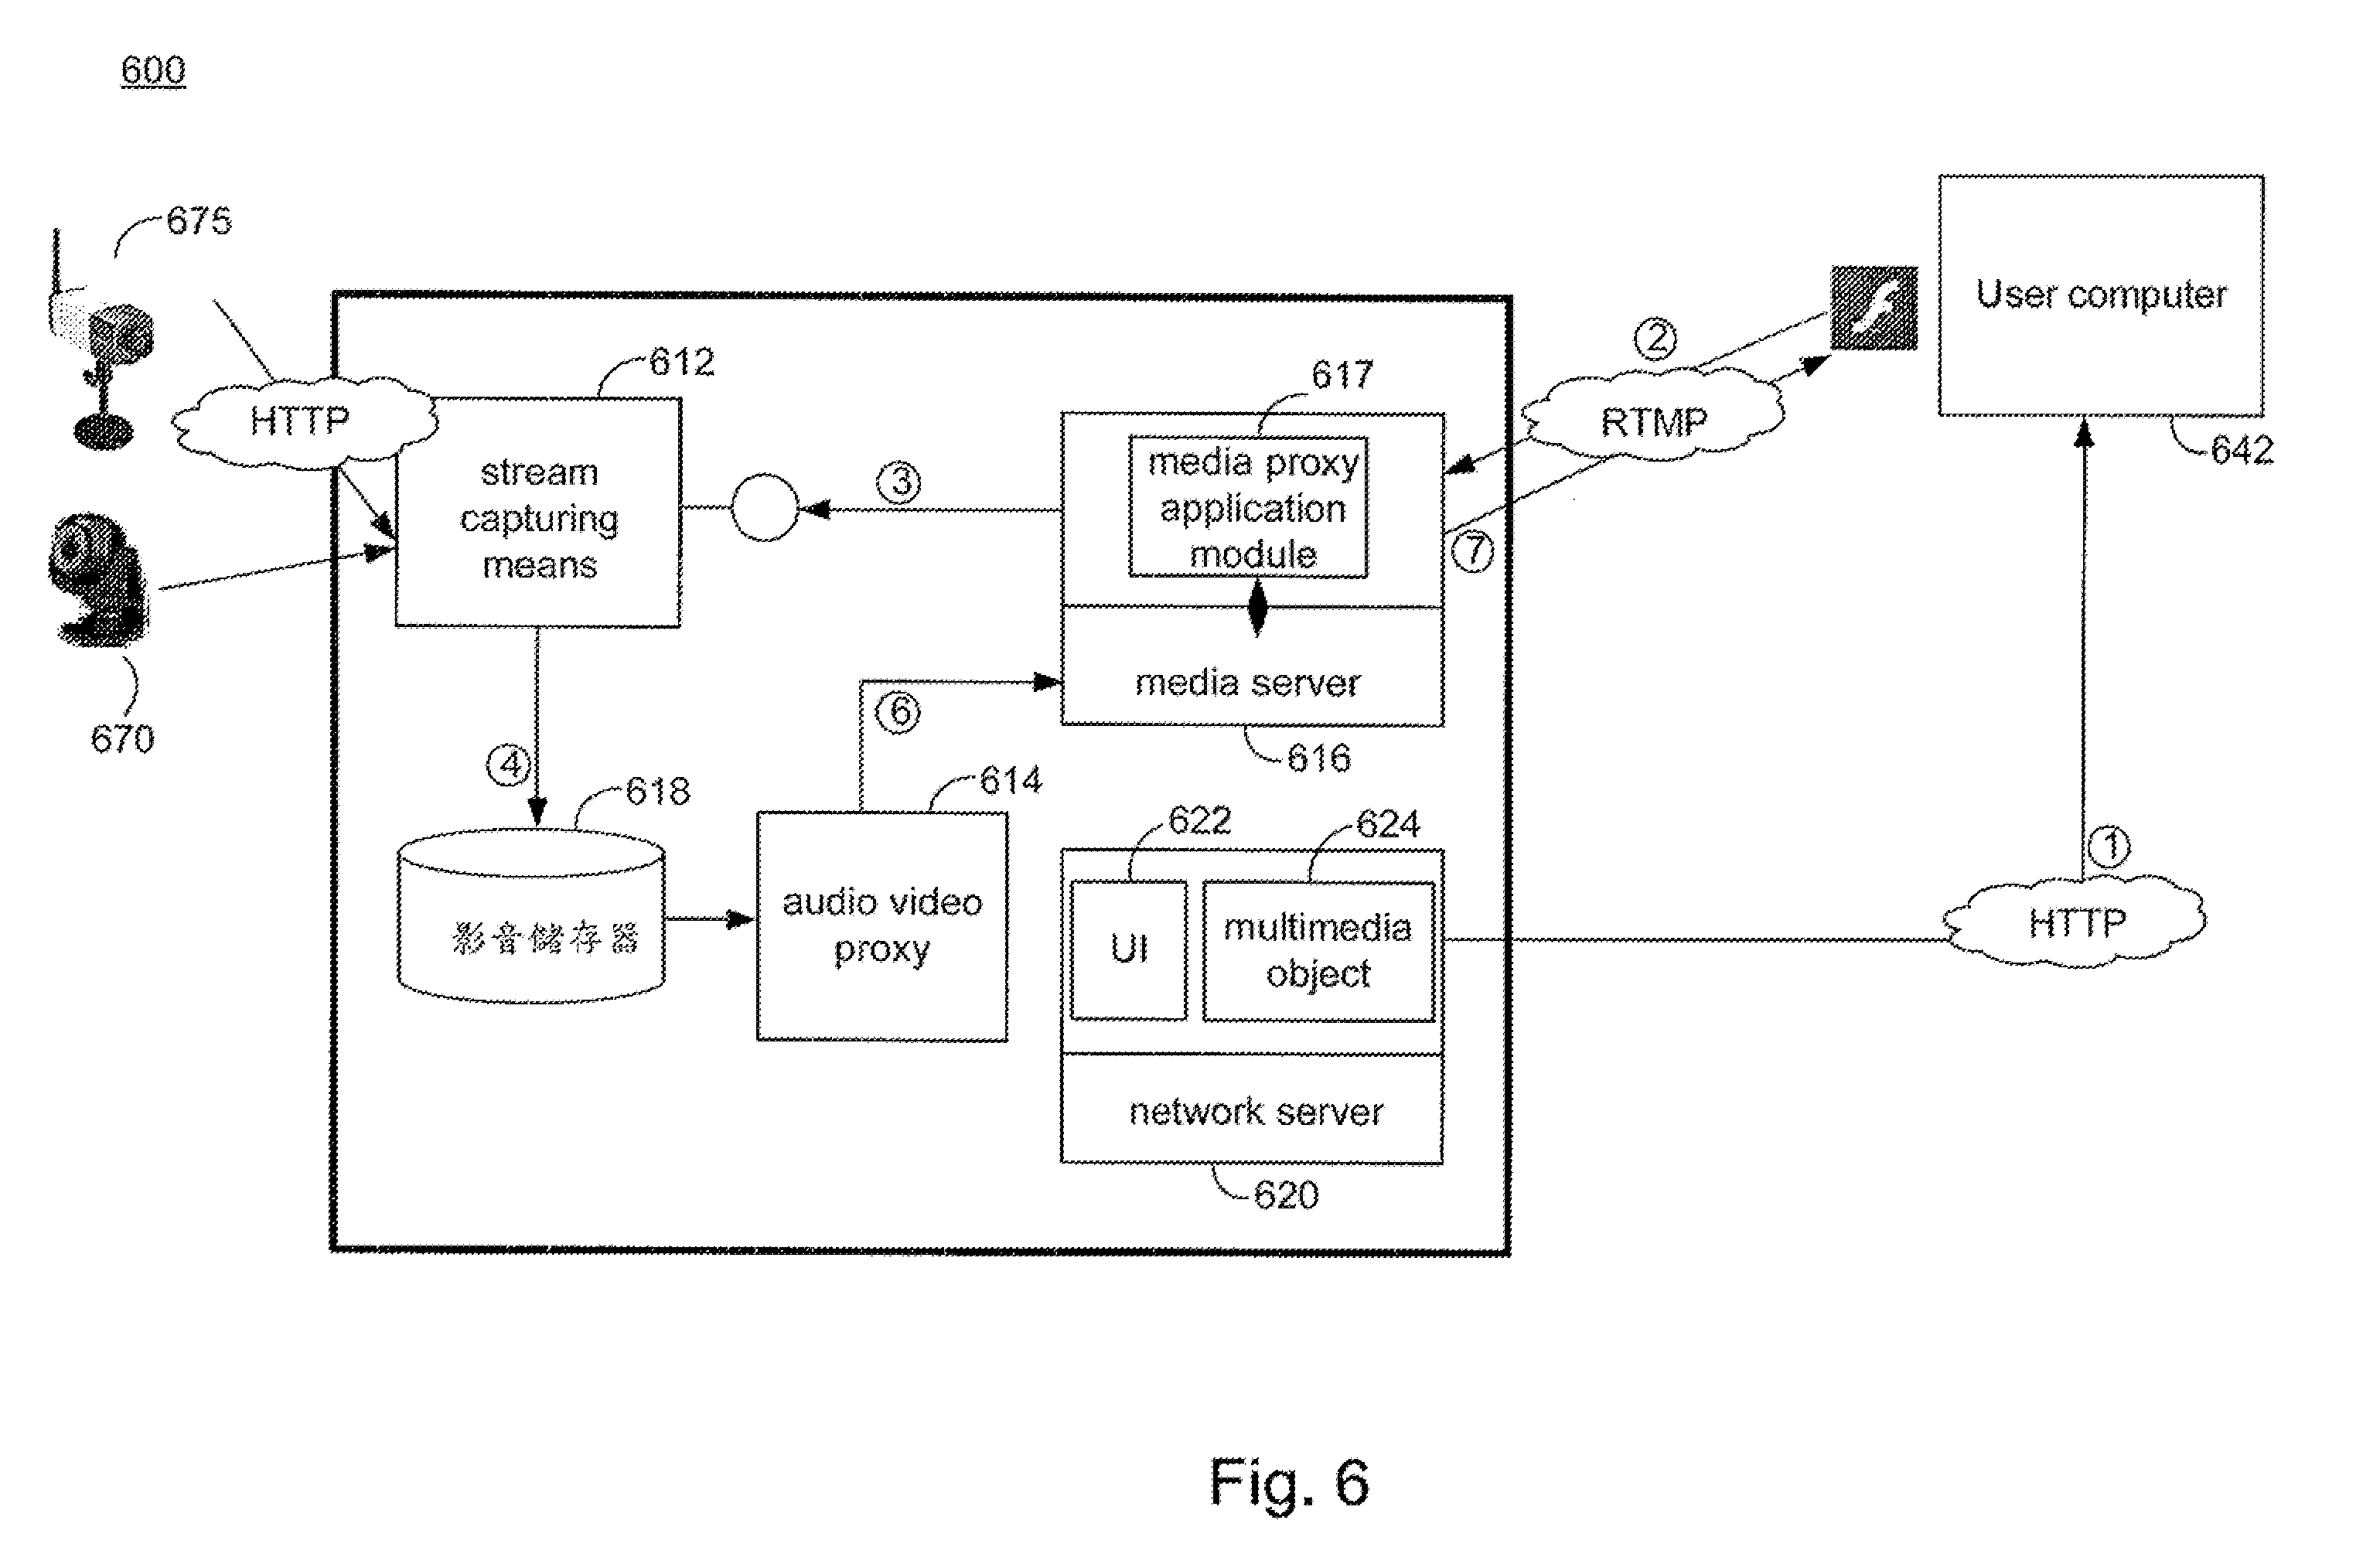 600
675
HTTP
612
stream
capturing
means
670
③
617
media proxy
application
module
media server
616
②
RTMP
⑦
User computer
642
④
618
影音储存器
⑥
614
audio video
proxy
622
UI
624
multimedia
object
network server
620
①
HTTP
Fig. 6